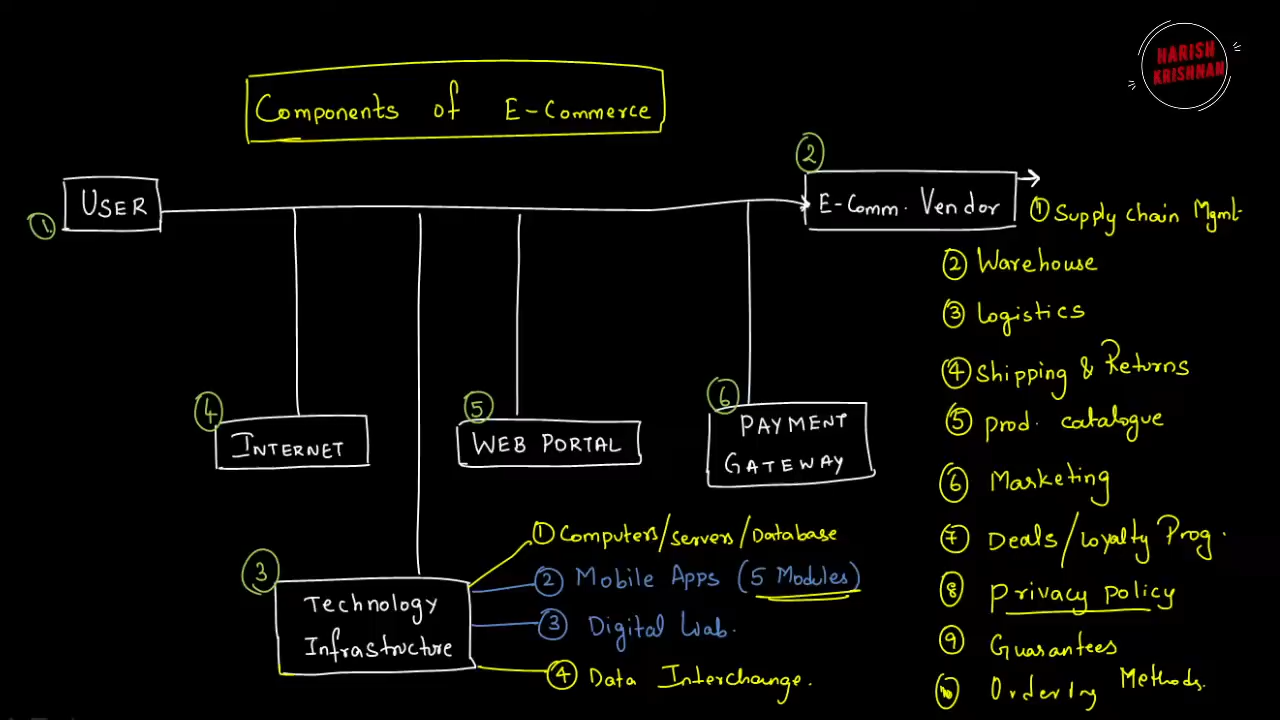 HARISH
KRISHNAN
Components of E-Commerce
① USER
② E-Comm. Vendor
① Supply chain Mgmt
② Warehouse
③ Logistics
④ Shipping & Returns
⑤ Prod. catalogue
⑥ Marketing
⑦ Deals/Loyalty Prog.
⑧ Privacy policy
⑨ Guarantees
⑩ Ordering Methods.
④ INTERNET
⑤ WEB PORTAL
⑥ PAYMENT
GATEWAY
③ Technology
Infrastructure
① Computers/servers/Database
② Mobile Apps (5 Modules)
③ Digital Lab.
④ Data Interchange.